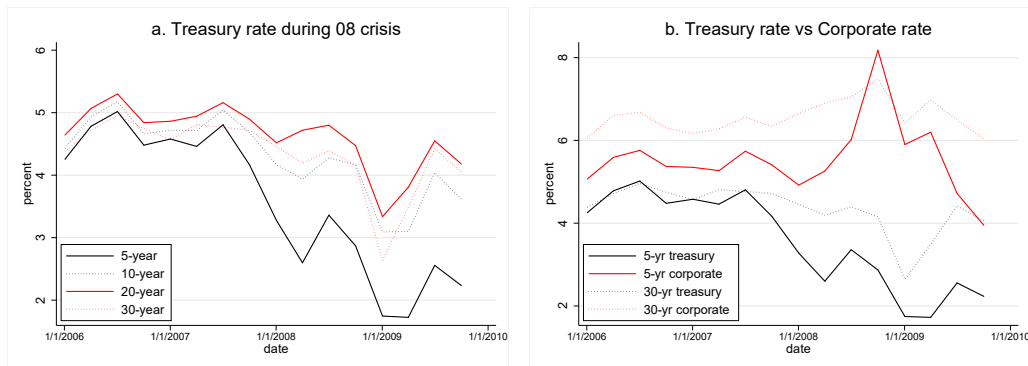 a. Treasury rate during 08 crisis
6
5
4
3
2
percent
5-year
10-year
20-year
30-year
1/1/2006
1/1/2007
1/1/2008
1/1/2009
1/1/2010
date
b. Treasury rate vs Corporate rate
8
6
4
2
percent
5-yr treasury
5-yr corporate
30-yr treasury
30-yr corporate
1/1/2006
1/1/2007
1/1/2008
1/1/2009
1/1/2010
date